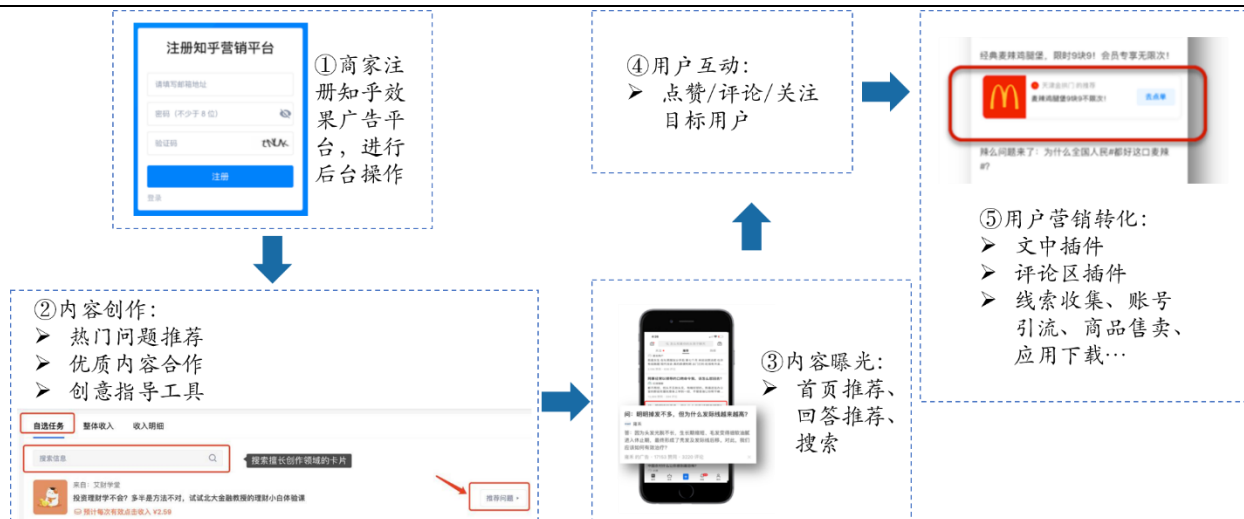 注册知乎营销平台
请填写邮箱地址
密码（不少于 8 位）
验证码
注册
登录
①商家注
册知乎效
果广告平
台，进行
后台操作
②内容创作：
➢ 热门问题推荐
➢ 优质内容合作
➢ 创意指导工具
自选任务 整体收入 收入明细
搜索信息
搜索擅长创作领域的卡片
来自：艾财学堂
投资理财学不会？多半是方法不对，试试北大金融教授的理财小白体验课
预计每次有效点击收入 ¥2.59
推荐问题
问：明明掉发不多，但为什么发际线越来越高？
③内容曝光：
➢ 首页推荐、
回答推荐、
搜索
④用户互动：
➢ 点赞/评论/关注
目标用户
经典麦辣鸡腿堡，限时9块9！会员专享无限次！
麦辣鸡腿堡9块9不限次！
去点单
辣么问题来了：为什么全国人民#都好这口麦辣
#?
⑤用户营销转化：
➢ 文中插件
➢ 评论区插件
➢ 线索收集、账号
引流、商品售卖、
应用下载…